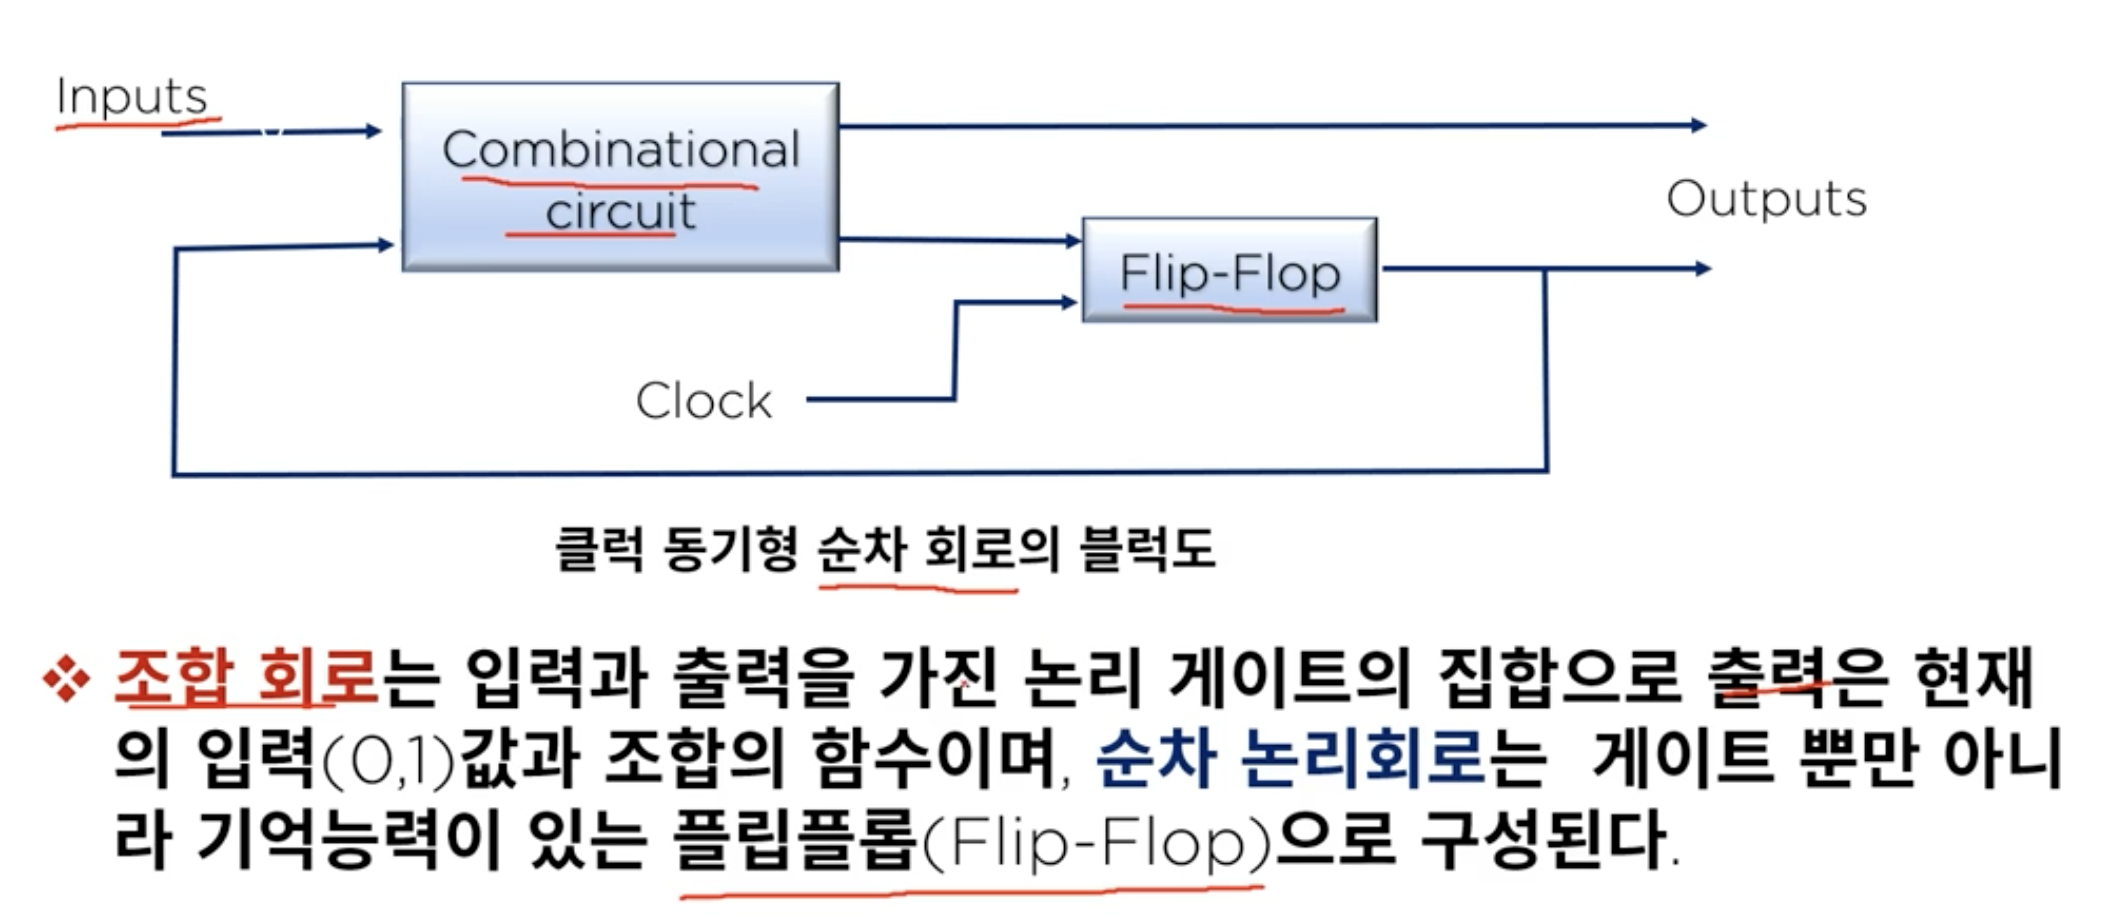 Inputs
Combinational
circuit
Outputs
Flip-Flop
Clock
클럭 동기형 순차 회로의 블럭도
❖ 조합 회로는 입력과 출력을 가진 논리 게이트의 집합으로 출력은 현재
의 입력(0,1)값과 조합의 함수이며, 순차 논리회로는 게이트 뿐만 아니
라 기억능력이 있는 플립플롭(Flip-Flop)으로 구성된다.